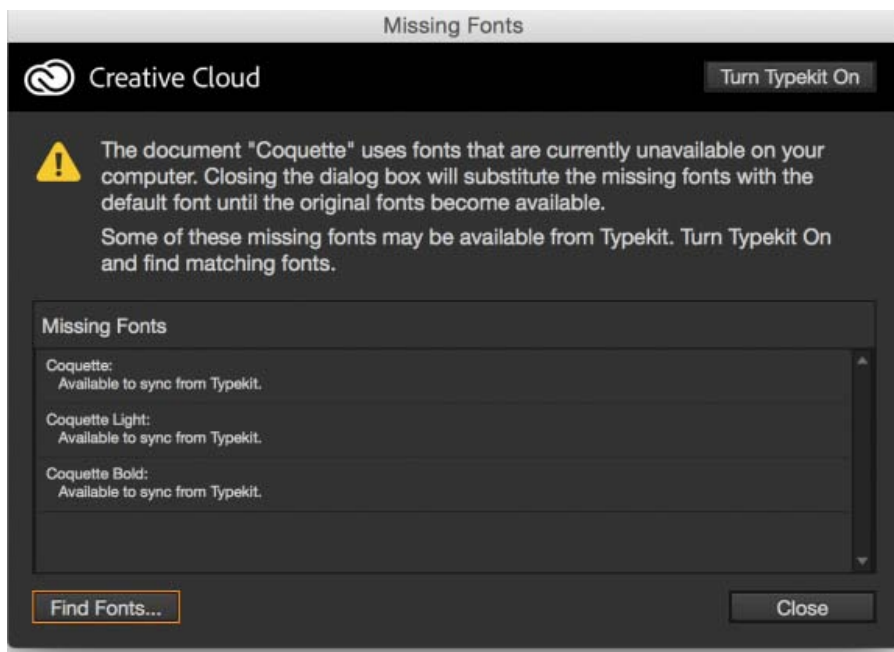 Missing Fonts
Creative Cloud
Turn Typekit On
The document "Coquette" uses fonts that are currently unavailable on your
computer. Closing the dialog box will substitute the missing fonts with the
default font until the original fonts become available.
Some of these missing fonts may be available from Typekit. Turn Typekit On
and find matching fonts.
Missing Fonts
Coquette:
Available to sync from Typekit.
Coquette Light:
Available to sync from Typekit.
Coquette Bold:
Available to sync from Typekit.
Find Fonts...
Close